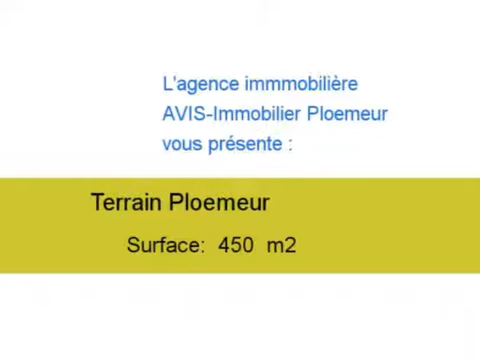 L'agence immmobilière
AVIS-Immobilier Ploemeur
vous présente :
Terrain Ploemeur
Surface: 450 m2